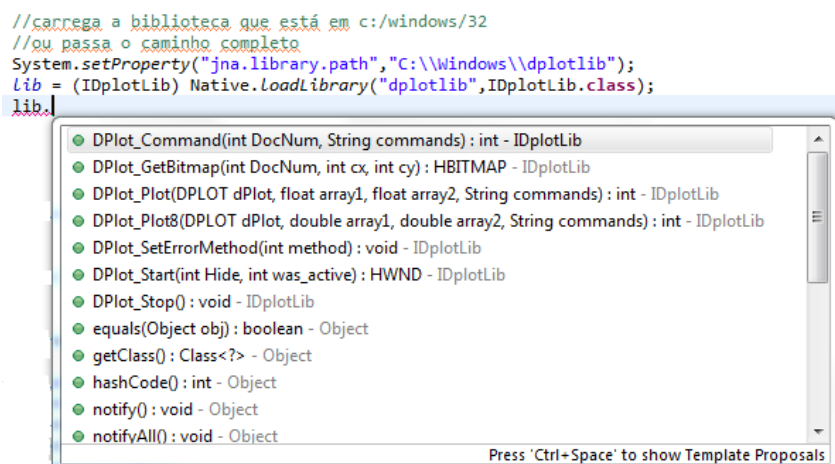 //carrega a biblioteca que está em c:/windows/32
//ou passa o caminho completo
System.setProperty("jna.library.path","C:\\Windows\\dplotlib");
lib = (IDplotLib) Native.loadLibrary("dplotlib",IDplotLib.class);
lib.
DPlot_Command(int DocNum, String commands) : int - IDplotLib
DPlot_GetBitmap(int DocNum, int cx, int cy) : HBITMAP - IDplotLib
DPlot_Plot(DPLOT dPlot, float array1, float array2, String commands) : int - IDplotLib
DPlot_Plot8(DPLOT dPlot, double array1, double array2, String commands) : int - IDplotLib
DPlot_SetErrorMethod(int method) : void - IDplotLib
DPlot_Start(int Hide, int was_active) : HWND - IDplotLib
DPlot_Stop() : void - IDplotLib
equals(Object obj) : boolean - Object
getClass() : Class<?> - Object
hashCode() : int - Object
notify() : void - Object
notifyAll() : void - Object
Press 'Ctrl+Space' to show Template Proposals